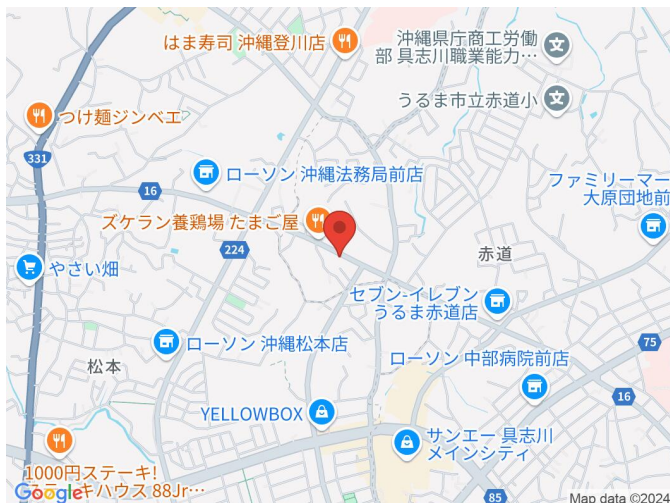 はま寿司 沖縄登川店
沖縄県庁商工労働
部 具志川職業能力…
つけ麺ジンベエ
うるま市立赤道小
331
ローソン 沖縄法務局前店
16
ファミリーマー
大原団地前
ズケラン養鶏場 たまご屋
224
赤道
やさい畑
セブン-イレブン
うるま赤道店
ローソン 沖縄松本店
75
松本
ローソン 中部病院前店
16
YELLOWBOX
サンエー 具志川
メインシティ
1000円ステーキ!
キハウス 88Jr…
85
Google
Map data ©2024